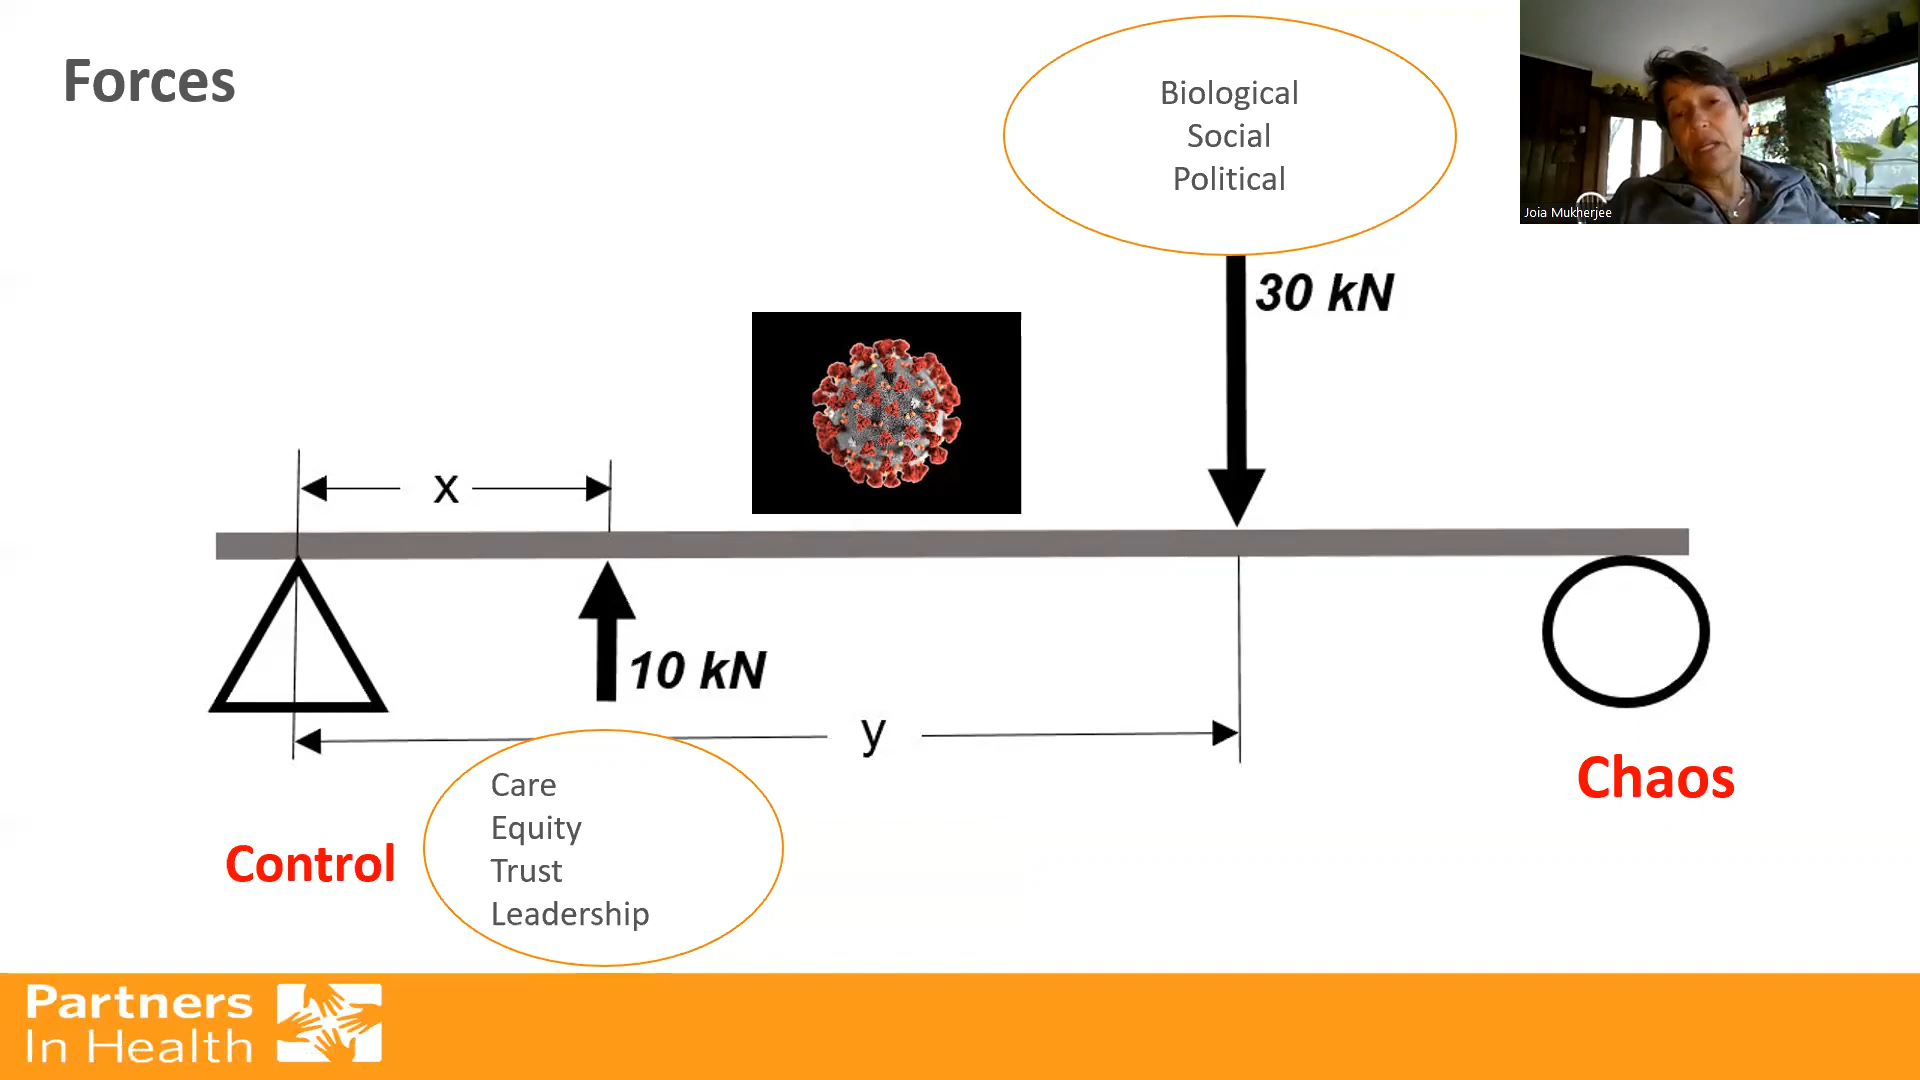 Forces
Biological
Social
Political
Joia Mukherjee
30 kN
x
10 kN
y
Care
Equity
Trust
Leadership
Control
Chaos
Partners
In Health